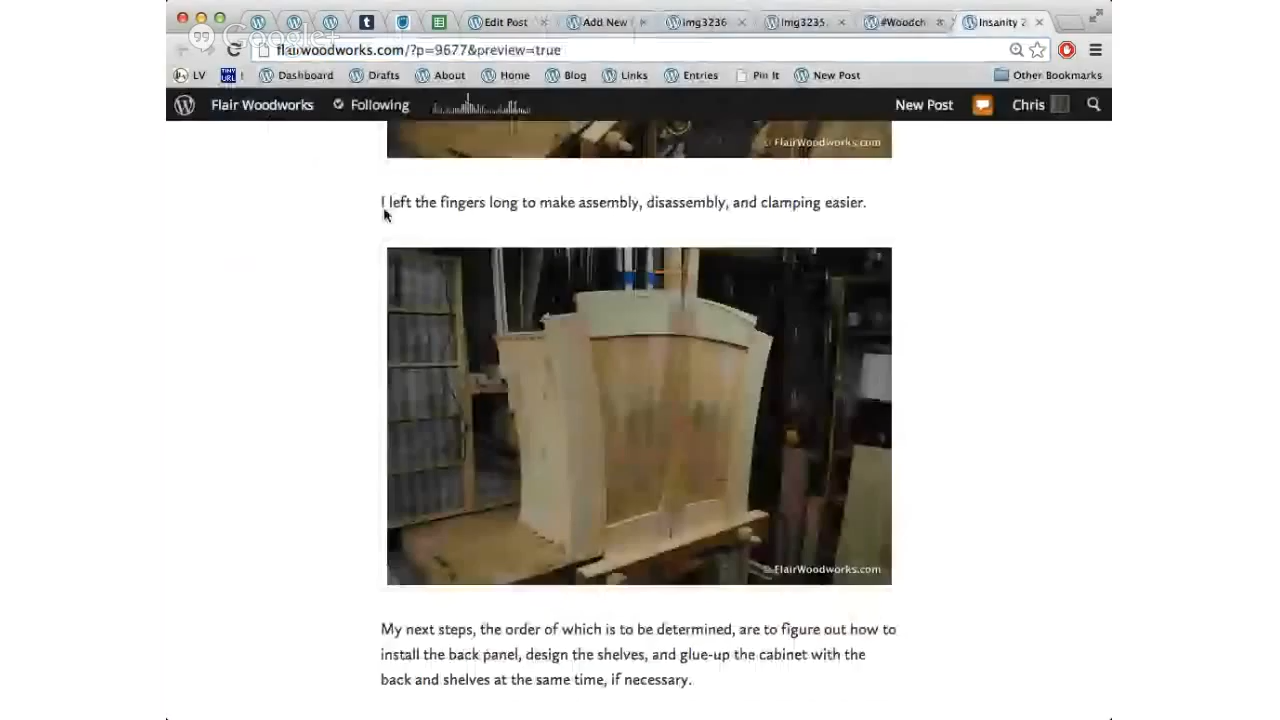 Edit Post
Add New
img3236
Img3235
#Woodch
Insanity 2
Google+
flairwoodworks.com/?p=9677&preview=true
LV
TINY URL
!
Dashboard
Drafts
About
Home
Blog
Links
Entries
Pin It
New Post
Other Bookmarks
Flair Woodworks
Following
New Post
Chris
© FlairWoodworks.com
I left the fingers long to make assembly, disassembly, and clamping easier.
© FlairWoodworks.com
My next steps, the order of which is to be determined, are to figure out how to
install the back panel, design the shelves, and glue-up the cabinet with the
back and shelves at the same time, if necessary.